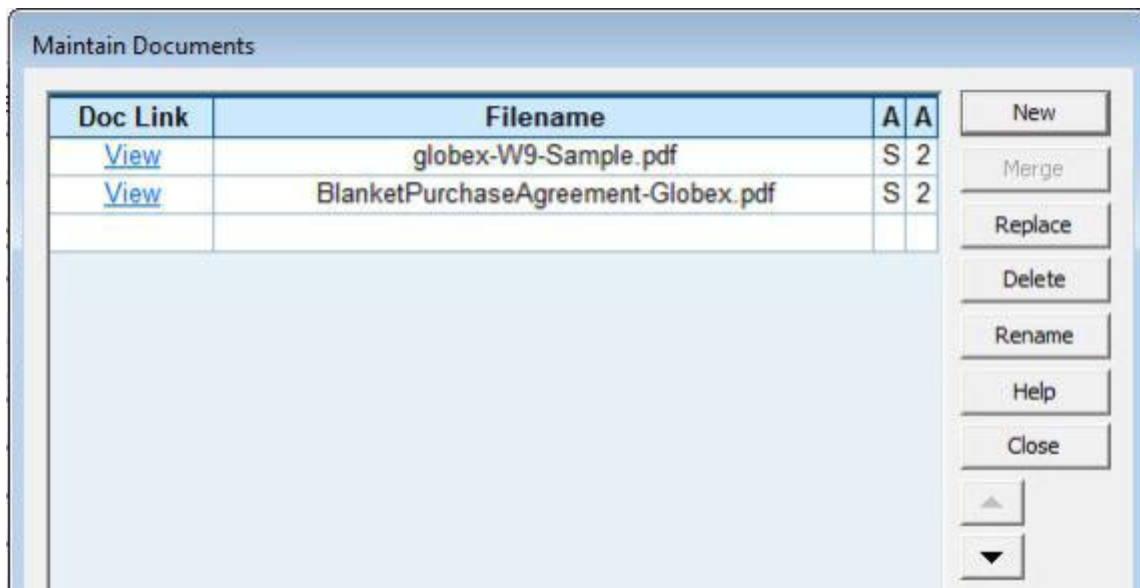 Maintain Documents
Doc Link Filename A A
View globex-W9-Sample.pdf S 2
View BlanketPurchaseAgreement-Globex.pdf S 2
New
Merge
Replace
Delete
Rename
Help
Close